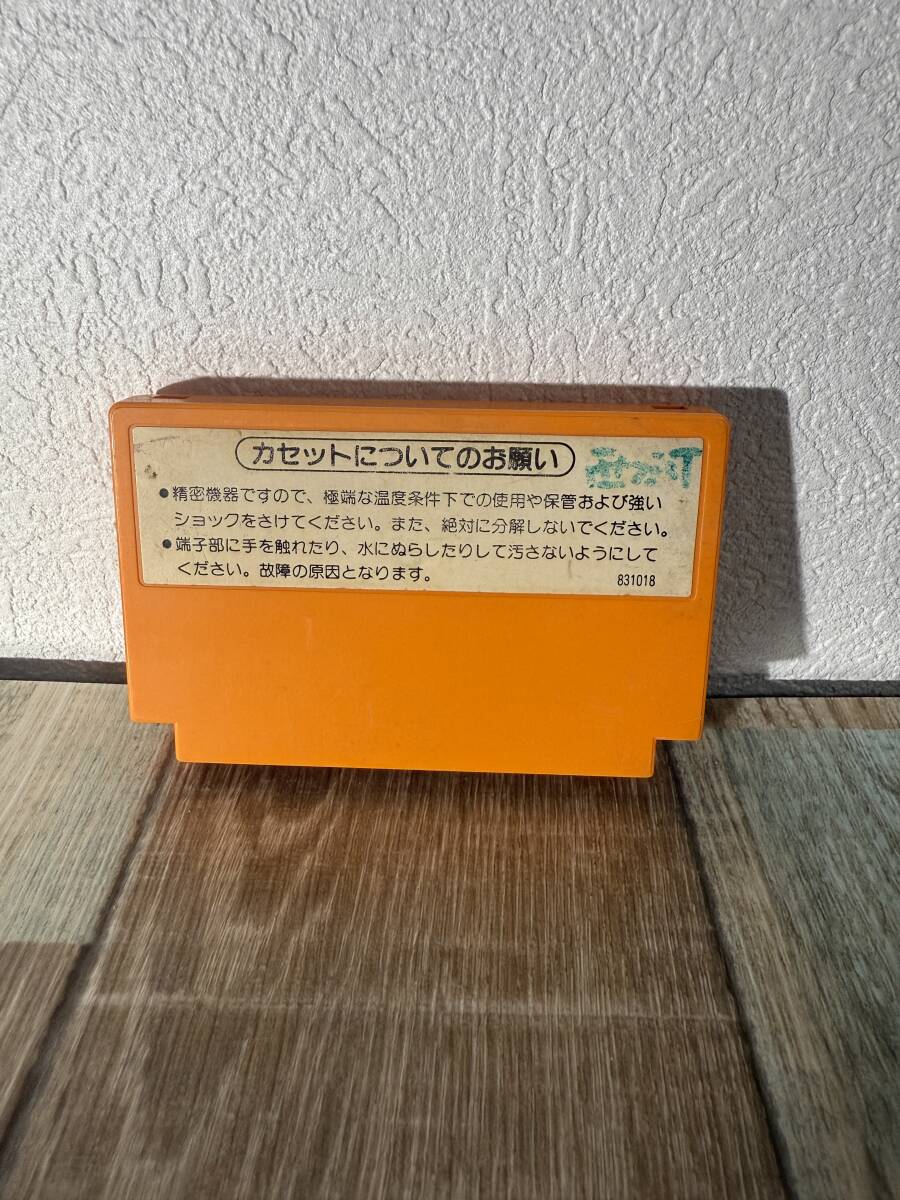 カセットについてのお願い
●精密機器ですので、極端な温度条件下での使用や保管および強い
ショックをさけてください。また、絶対に分解しないでください。
●端子部に手を触れたり、水にぬらしたりして汚さないようにして
ください。故障の原因となります。
831018